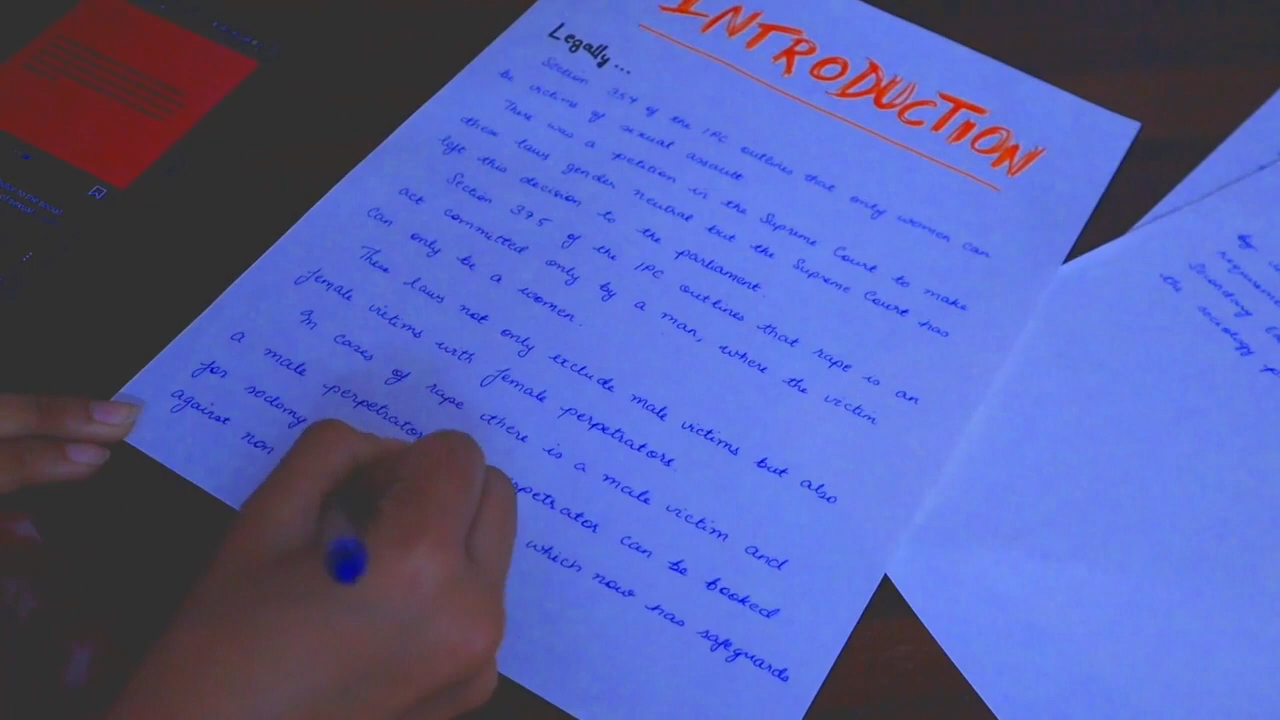 INTRODUCTION
Legally...
Section 354 of the IPC outlines that only women can
be victims of sexual assault
There was a petition in the Supreme Court to make
these laws gender neutral but the Supreme Court has
left this decision to the parliament.
Section 375 of the IPC outlines that rape is an
act committed only by a man, where the victim
can only be a women.
These laws not only exclude male victims but also
female victims with female perpetrators.
In cases of rape there is a male victim and
a male perpetrator can be booked
for sodomy which now has safeguards
against non
by
Secondary
the sociology